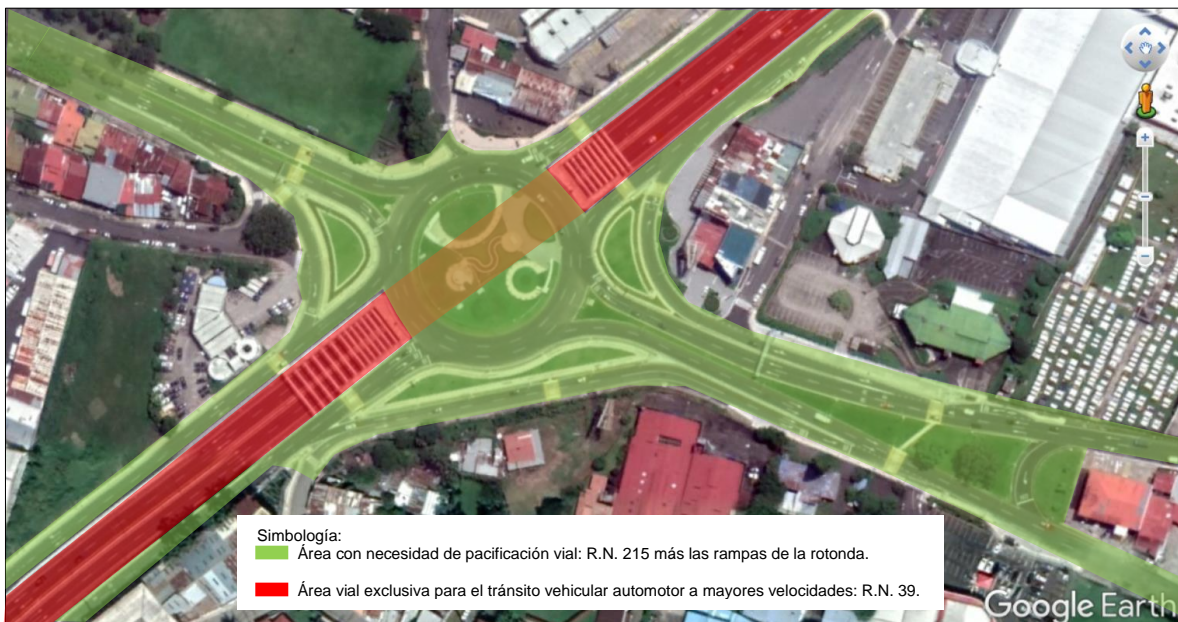 Simbología:
Área con necesidad de pacificación vial: R.N. 215 más las rampas de la rotonda.
Área vial exclusiva para el tránsito vehicular automotor a mayores velocidades: R.N. 39.
Google Earth